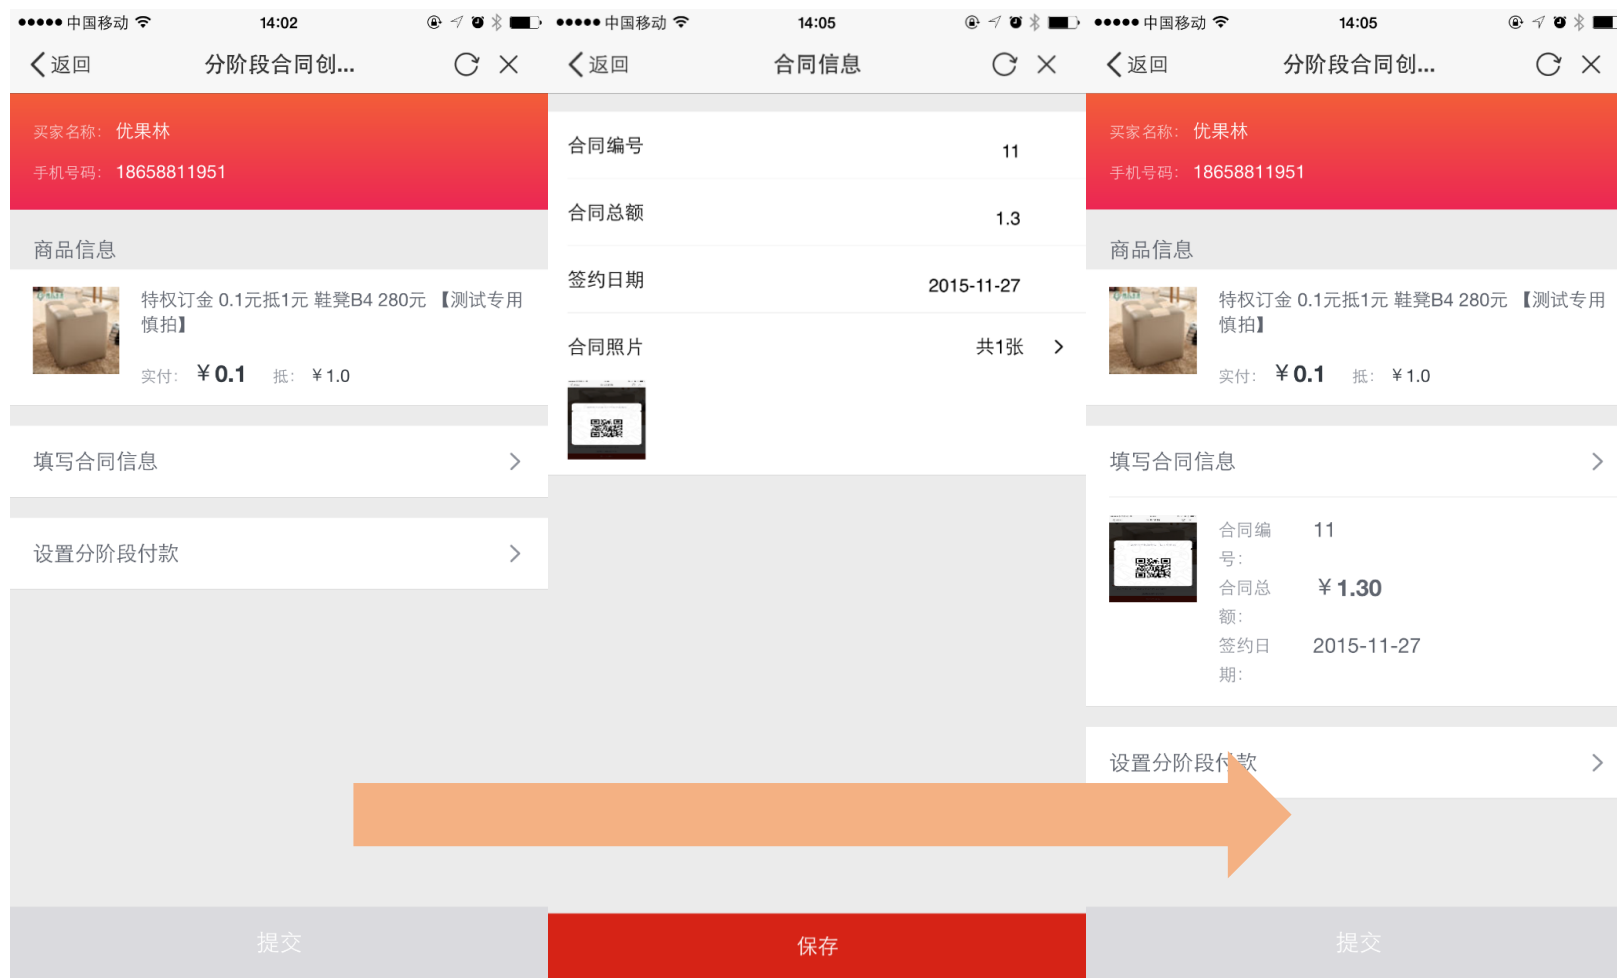 中国移动
14:02
返回
分阶段合同创...
买家名称: 优果林
手机号码: 18658811951
商品信息
特权订金 0.1元抵1元 鞋凳B4 280元 【测试专用
慎拍】
实付: ¥0.1 抵: ¥1.0
填写合同信息
设置分阶段付款
提交
中国移动
14:05
返回
合同信息
合同编号 11
合同总额 1.3
签约日期 2015-11-27
合同照片 共1张
保存
中国移动
14:05
返回
分阶段合同创...
买家名称: 优果林
手机号码: 18658811951
商品信息
特权订金 0.1元抵1元 鞋凳B4 280元 【测试专用
慎拍】
实付: ¥0.1 抵: ¥1.0
填写合同信息
合同编 11
号:
合同总 ¥1.30
额:
签约日 2015-11-27
期:
设置分阶段付款
提交